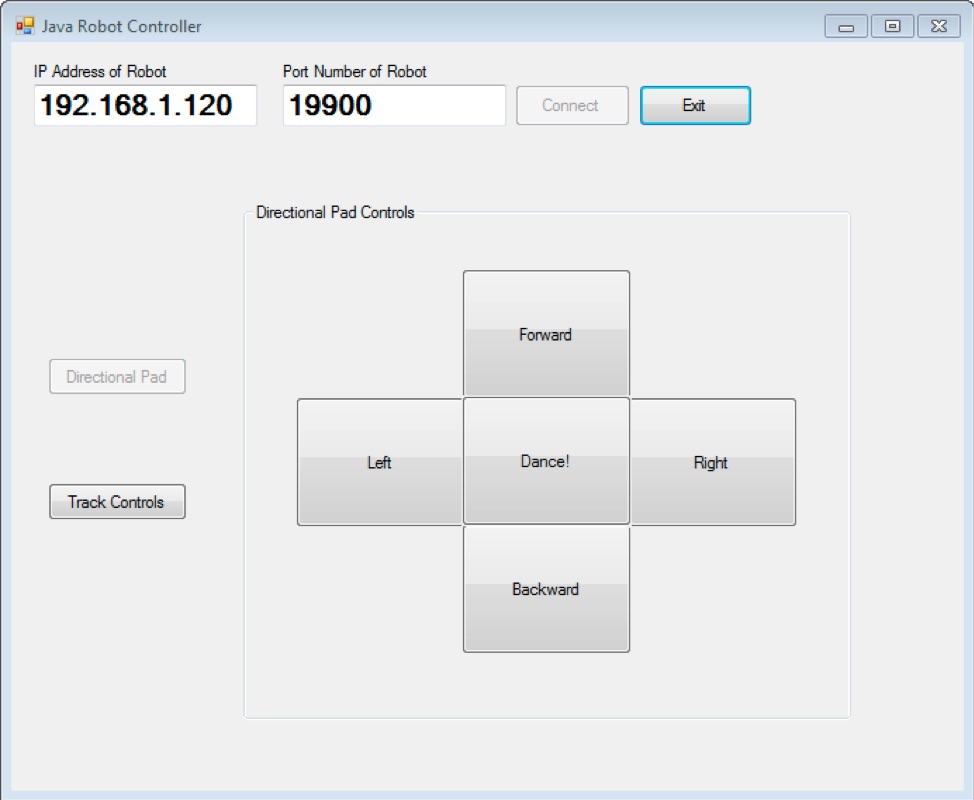 Java Robot Controller
IP Address of Robot
Port Number of Robot
192.168.1.120
19900
Connect
Exit
Directional Pad Controls
Forward
Directional Pad
Left
Dance!
Right
Track Controls
Backward